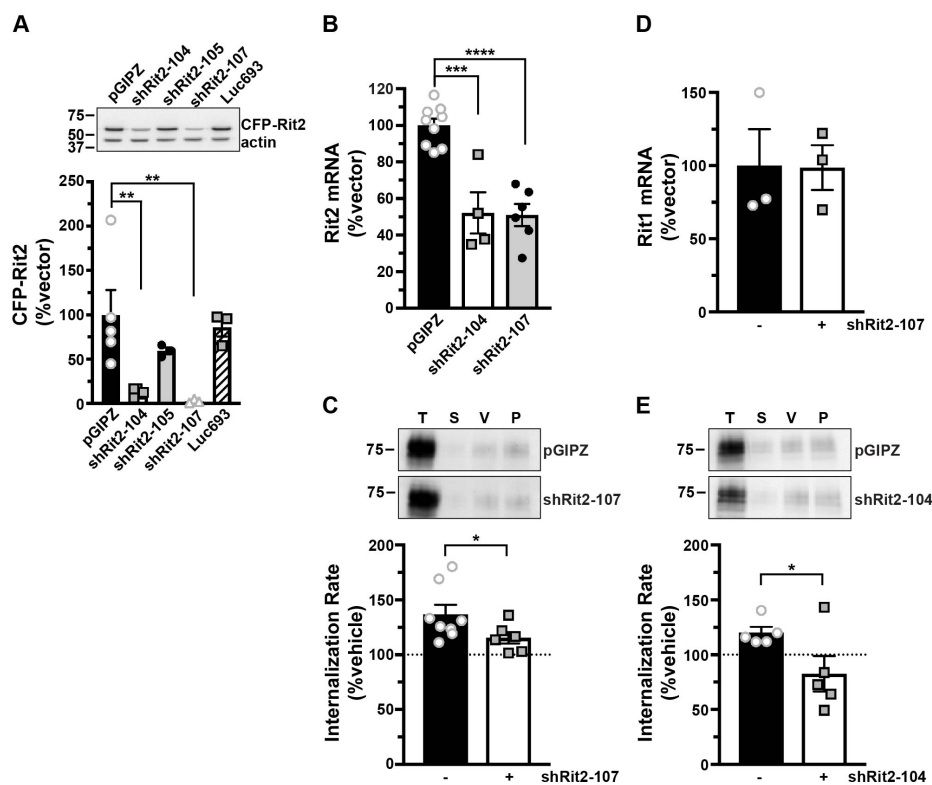 A
pGIPZ
shRit2-104
shRit2-105
shRit2-107
Luc693
75
50
37
CFP-Rit2
actin
**
**
CFP-Rit2
(%vector)
250
200
150
100
50
0
pGIPZ
shRit2-104
shRit2-105
shRit2-107
Luc693
B
****
***
Rit2 mRNA
(%vector)
120
100
80
60
40
20
0
pGIPZ
shRit2-104
shRit2-107
D
Rit1 mRNA
(%vector)
150
100
50
0
- + shRit2-107
C
T S V P
75
pGIPZ
75
shRit2-107
*
Internalization Rate
(%vehicle)
200
150
100
50
0
- + shRit2-107
E
T S V P
75
pGIPZ
75
shRit2-104
*
Internalization Rate
(%vehicle)
200
150
100
50
0
- + shRit2-104